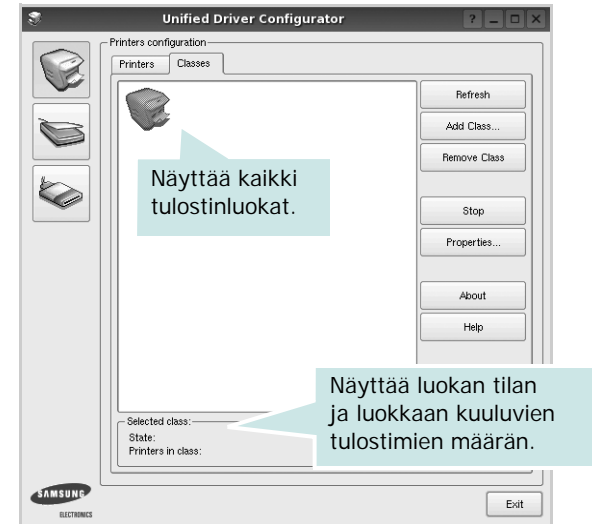 Unified Driver Configurator
Printers configuration
Printers Classes
Refresh
Add Class...
Remove Class
Näyttää kaikki
tulostinluokat.
Stop
Properties...
About
Help
Näyttää luokan tilan
ja luokkaan kuuluvien
tulostimien määrän.
Selected class:
State:
Printers in class:
SAMSUNG
ELECTRONICS
Exit